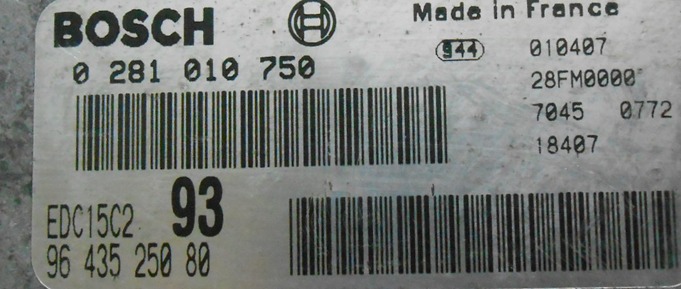 BOSCH
Made in France
0 281 010 750
944
010407
28FM0000
7045 0772
18407
EDC15C2 93
96 435 250 80